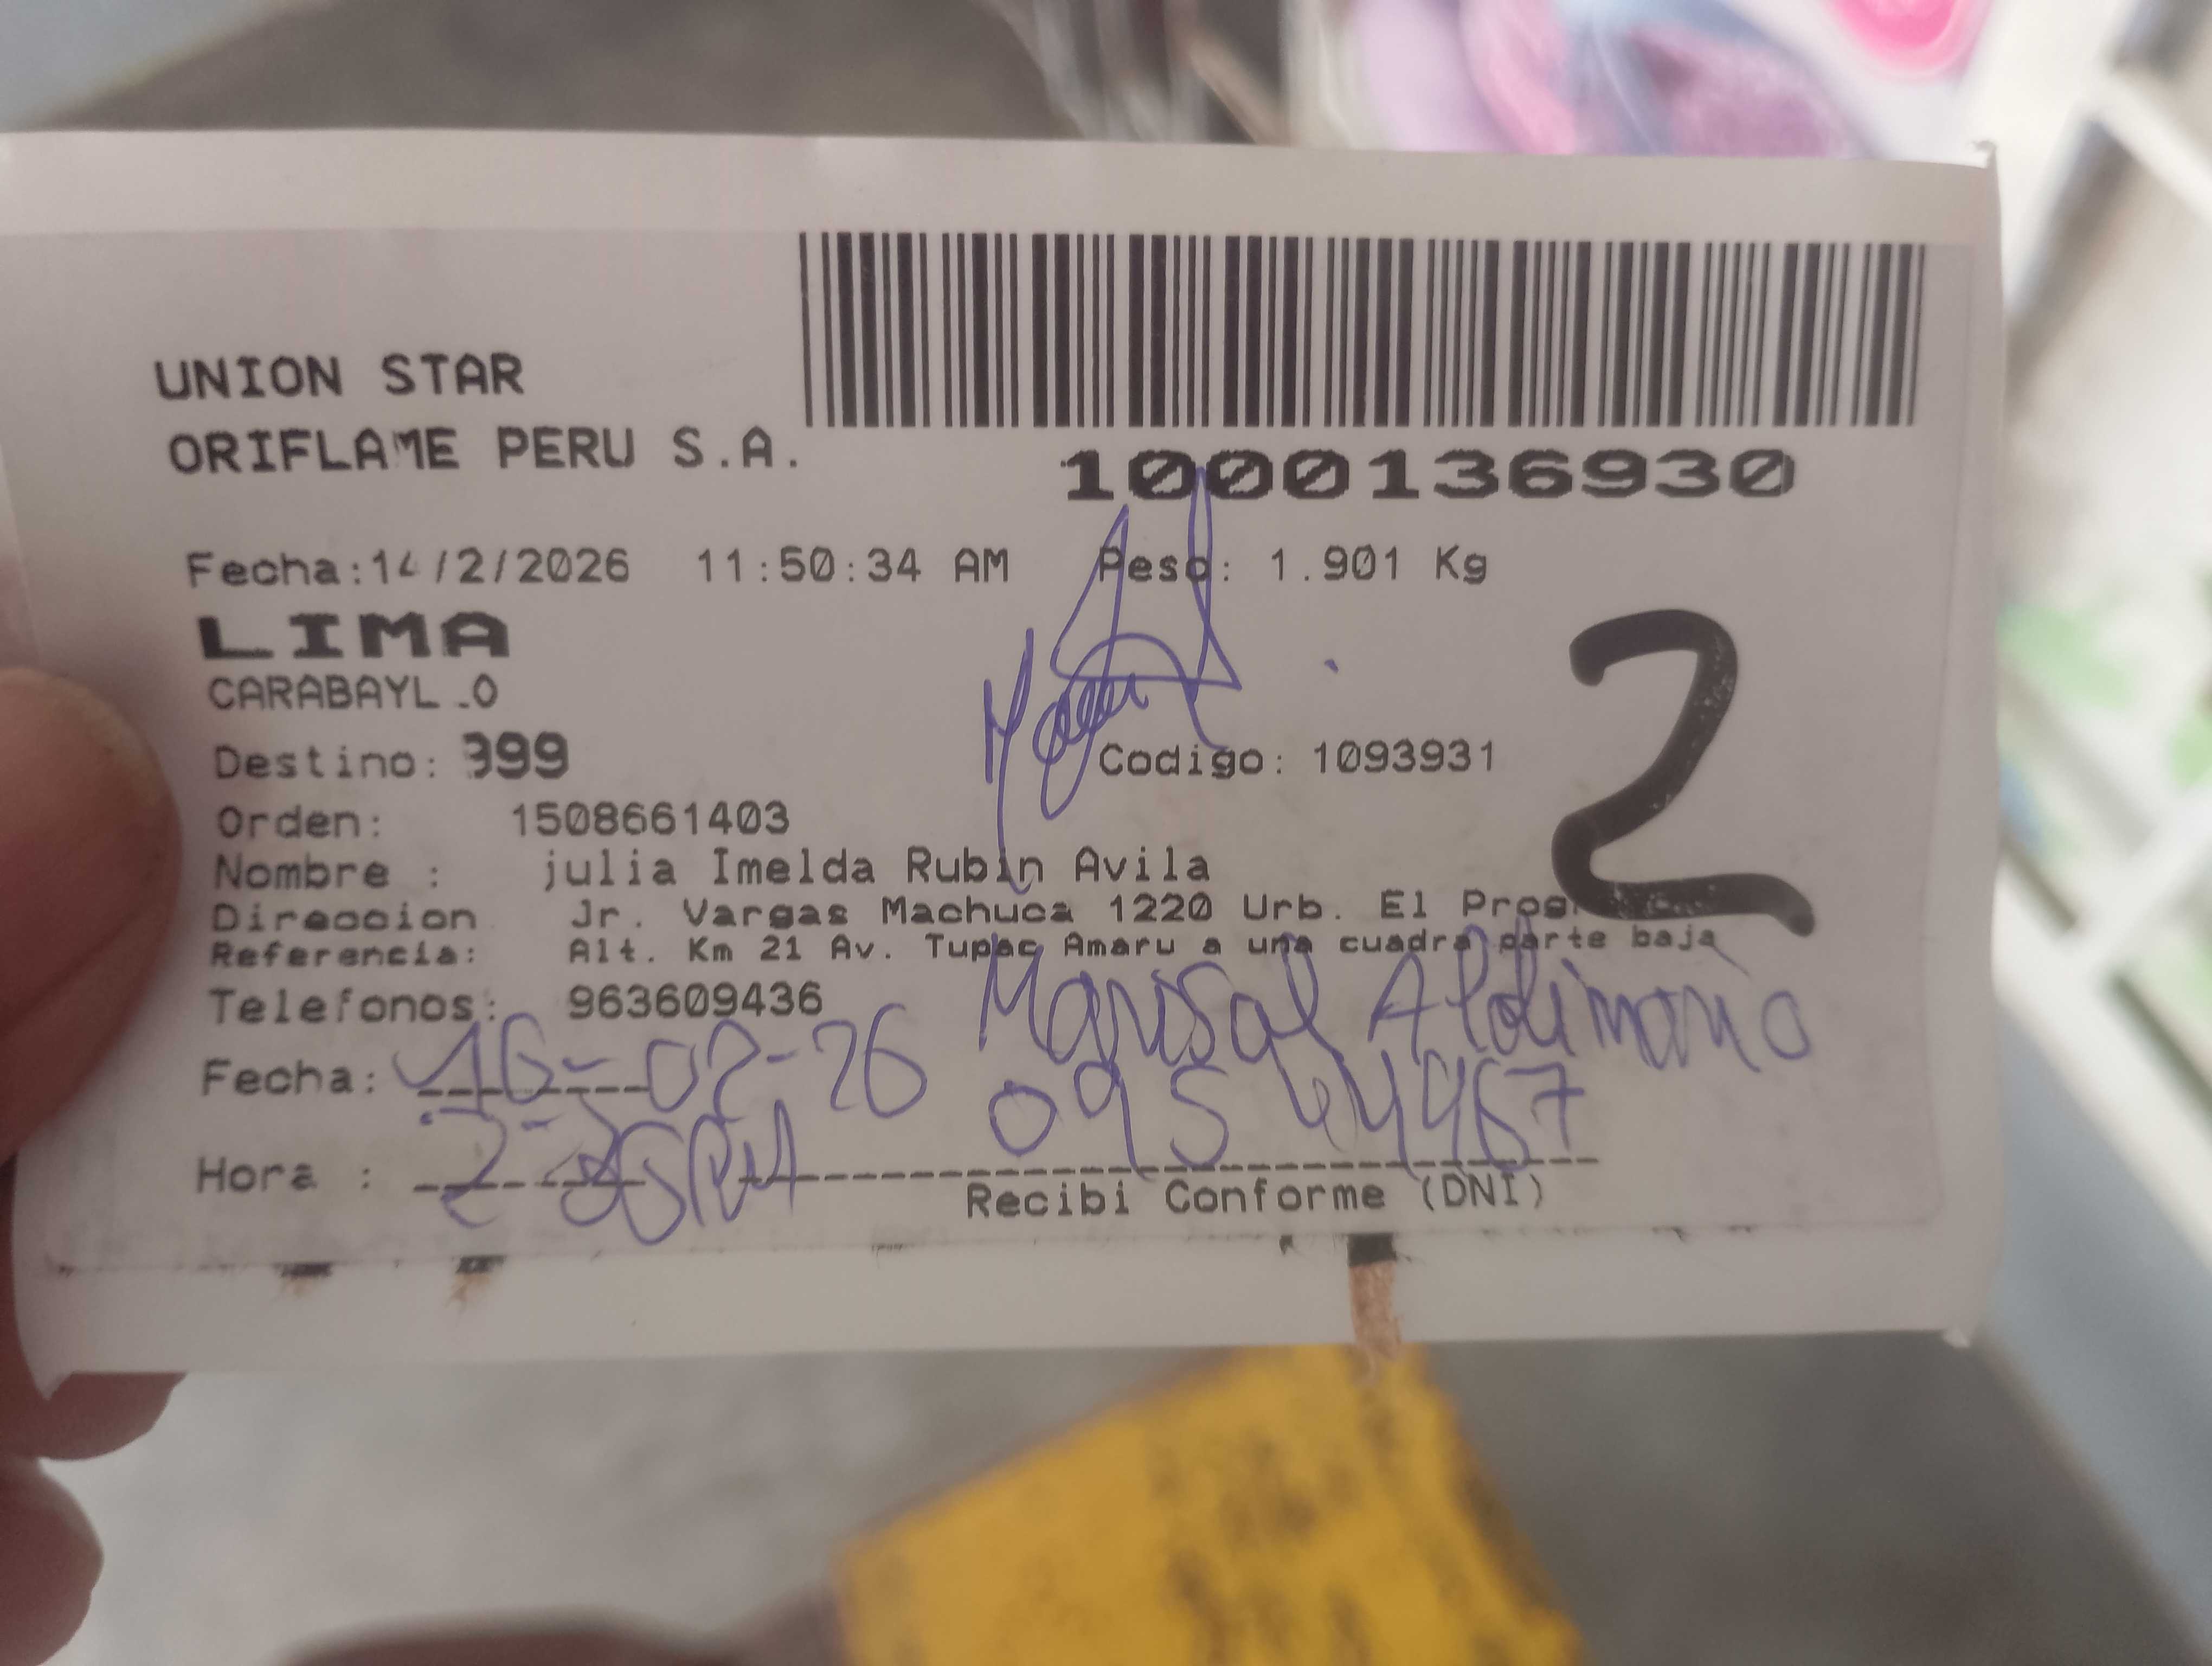 UNION STAR
ORIFLAME PERU S.A.
1000136930
Fecha:14/2/2026 11:50:34 AM Peso: 1.901 Kg
LIMA
CARABAYLLO
2
Destino: 999 Codigo: 1093931
Orden: 1508661403
Nombre : julia Imelda Rubin Avila
Direccion Jr. Vargas Machuca 1220 Urb. El
Referencia: Alt. Km 21 Av. Tupac Amaru a una cuadra parte baja
Telefonos: 963609436
Marisol
Fecha: 16-02-26
Hora :
Recibi Conforme (DNI)